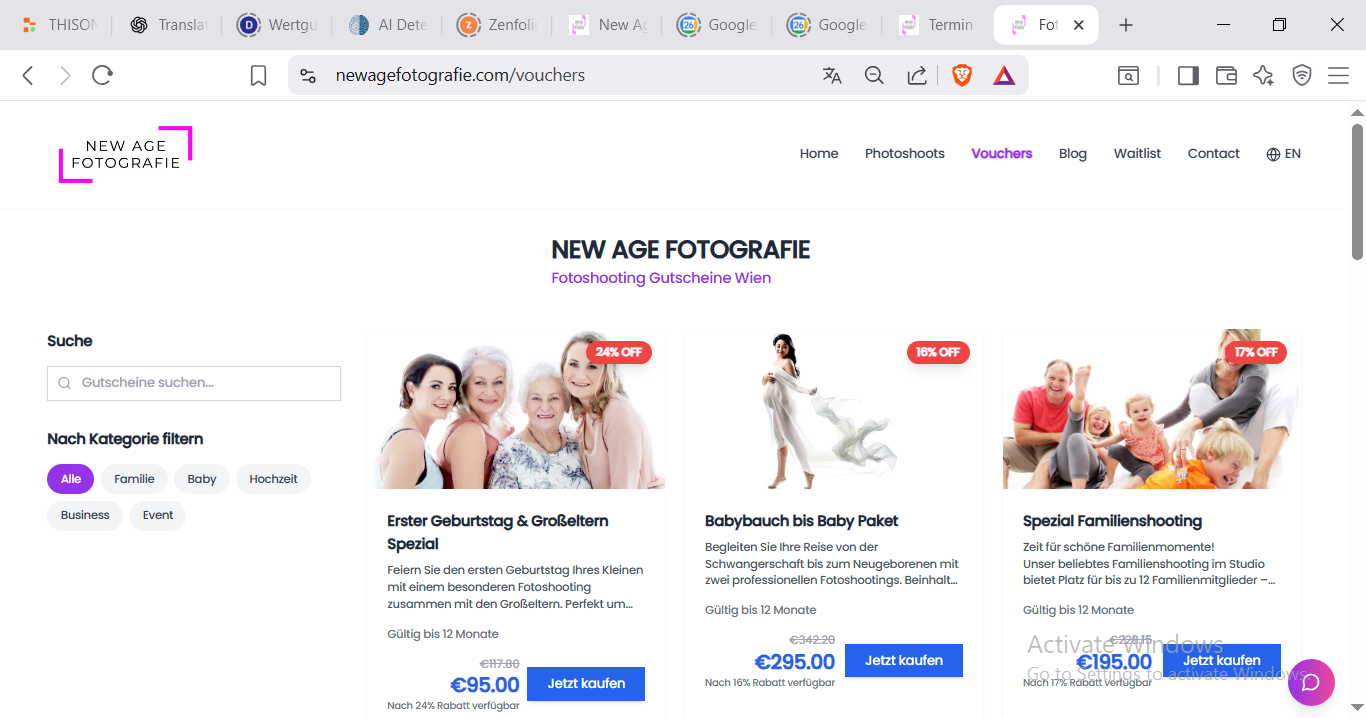 THISON
Translat
Wertgu
AI Dete
Zenfoli
New Ag
Google
Google
Termin
Fot
newagefotografie.com/vouchers
NEW AGE
FOTOGRAFIE
Home
Photoshoots
Vouchers
Blog
Waitlist
Contact
EN
NEW AGE FOTOGRAFIE
Fotoshooting Gutscheine Wien
Suche
Gutscheine suchen...
Nach Kategorie filtern
Alle
Familie
Baby
Hochzeit
Business
Event
24% OFF
Erster Geburtstag & Großeltern
Spezial
Feiern Sie den ersten Geburtstag Ihres Kleinen
mit einem besonderen Fotoshooting
zusammen mit den Großeltern. Perfekt um...
Gültig bis 12 Monate
€117.80
€95.00
Jetzt kaufen
Nach 24% Rabatt verfügbar
16% OFF
Babybauch bis Baby Paket
Begleiten Sie Ihre Reise von der
Schwangerschaft bis zum Neugeborenen mit
zwei professionellen Fotoshootings. Beinhalt...
Gültig bis 12 Monate
€342.20
€295.00
Jetzt kaufen
Nach 16% Rabatt verfügbar
17% OFF
Spezial Familienshooting
Zeit für schöne Familienmomente!
Unser beliebtes Familienshooting im Studio
bietet Platz für bis zu 12 Familienmitglieder –...
Gültig bis 12 Monate
€195.00
Jetzt kaufen
Nach 17% Rabatt verfügbar
Activate Windows
Go to Settings to activate Windows.